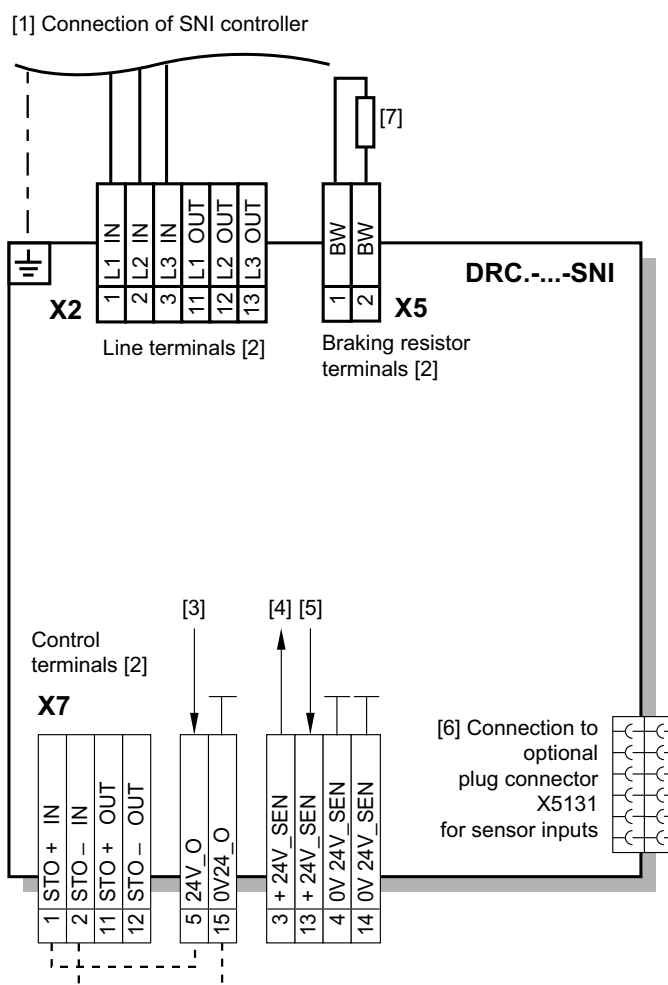 [1] Connection of SNI controller
[7]
1 L1 IN
2 L2 IN
3 L3 IN
11 L1 OUT
12 L2 OUT
13 L3 OUT
1 BW
2 BW
DRC.-...-SNI
X2
X5
Line terminals [2]
Braking resistor
terminals [2]
[3]
[4] [5]
Control
terminals [2]
X7
[6] Connection to
optional
plug connector
X5131
for sensor inputs
1 STO + IN
2 STO – IN
11 STO + OUT
12 STO – OUT
5 24V_O
15 0V24_O
3 + 24V_SEN
13 + 24V_SEN
4 0V 24V_SEN
14 0V 24V_SEN